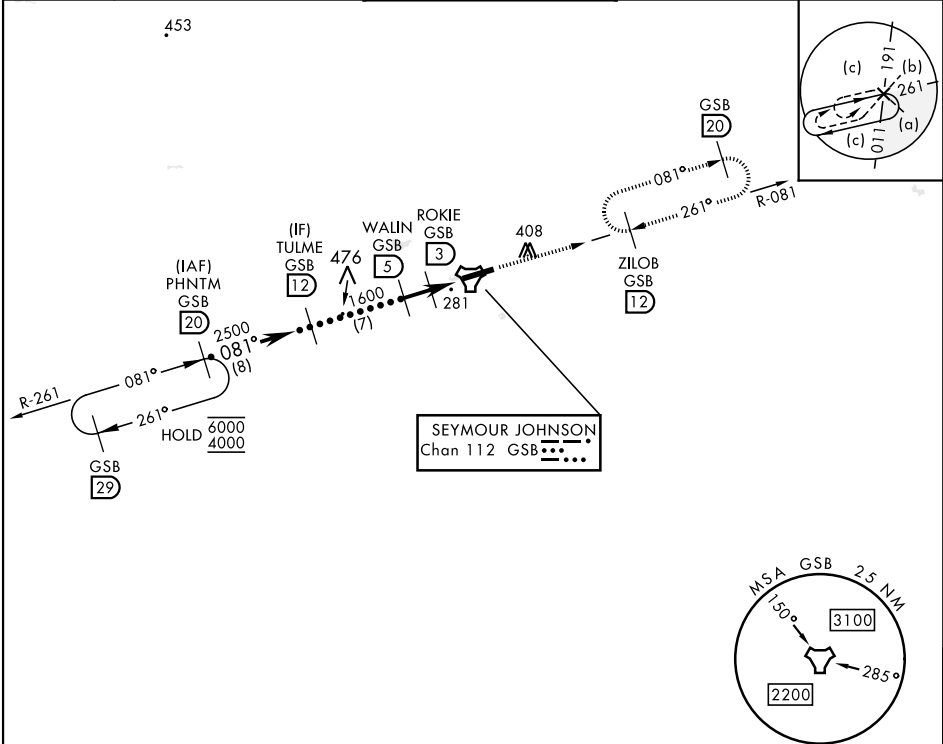 453
(c)
191
(b)
261
(c)
011
(a)
GSB
20
081°
261°
R-081
ROKIE
GSB
3
WALIN
GSB
5
408
(IF)
TULME
GSB
12
476
ZILOB
GSB
12
(IAF)
PHNTM
GSB
20
1600
(7)
281
2500
081°
(8)
081°
R-261
261°
HOLD 6000
4000
GSB
29
SEYMOUR JOHNSON
Chan 112 GSB
MSA GSB 25 NM
150°
3100
285°
2200